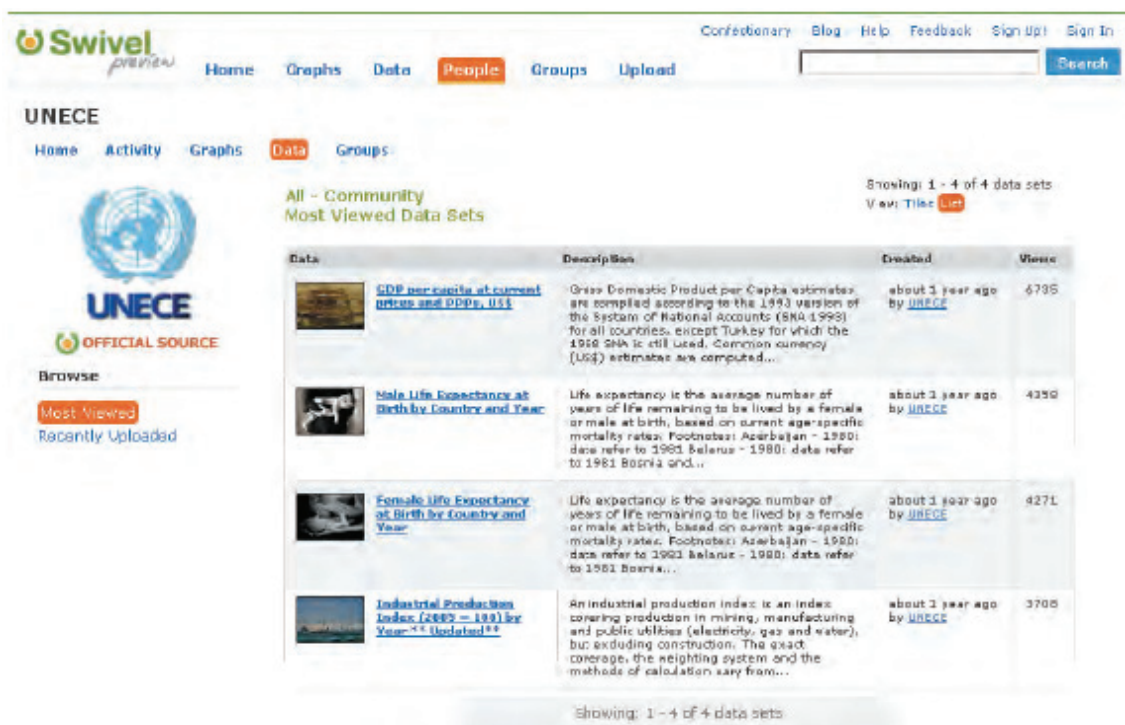 Confectionary Blog Help Feedback Sign Up! Sign In
Swivel
preview
Home Graphs Data People Groups Upload
Search
UNECE
Home Activity Graphs Data Groups
UNECE
OFFICIAL SOURCE
Browse
Most Viewed
Recently Uploaded
All - Community
Most Viewed Data Sets
Showing: 1 - 4 of 4 data sets
View: Tiles List
Data Description Created Views
GDP per capita at current
prices and PPPs, US$
Gross Domestic Product per Capita estimates
are compiled according to the 1993 version of
the System of National Accounts (SNA 1993)
for all countries, except Turkey for which the
1968 SNA is still used. Common currency
(US$) estimates are computed...
about 1 year ago
by UNECE
6735
Male Life Expectancy at
Birth by Country and Year
Life expectancy is the average number of
years of life remaining to be lived by a female
or male at birth, based on current age-specific
mortality rates. Footnotes: Azerbaijan - 1980:
data refer to 1981 Belarus - 1980: data refer
to 1981 Bosnia and...
about 1 year ago
by UNECE
Female Life Expectancy
at Birth by Country and
Year
Life expectancy is the average number of
years of life remaining to be lived by a female
or male at birth, based on current age-specific
mortality rates. Footnotes: Azerbaijan - 1980:
data refer to 1981 Belarus - 1980: data refer
to 1981 Bosnia...
about 1 year ago
by UNECE
4271
Industrial Production
Index (2005 = 100) by
Year ** Updated **
An industrial production index is an index
covering production in mining, manufacturing
and public utilities (electricity, gas and water),
but excluding construction. The exact
coverage, the weighting system and the
methods of calculation vary from...
about 1 year ago
by UNECE
3708
Showing: 1 - 4 of 4 data sets